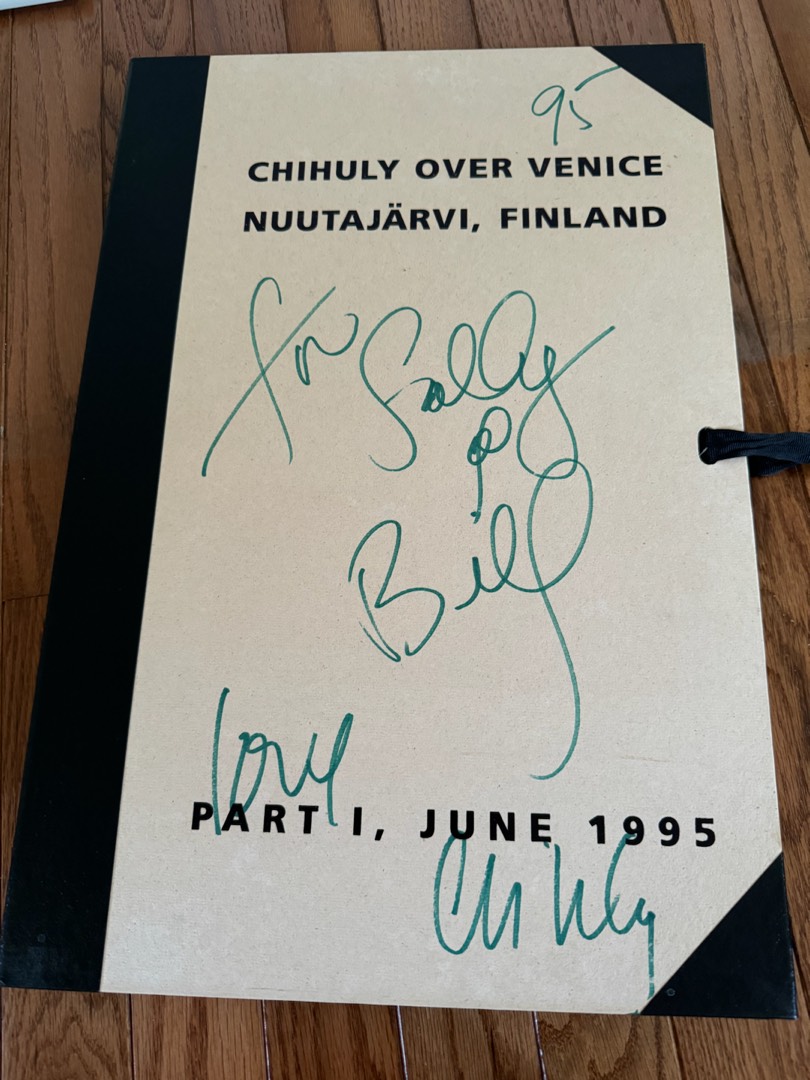 95
CHIHULY OVER VENICE
NUUTAJÄRVI, FINLAND
For Sally
&
Bill
love
PART I, JUNE 1995
Chihuly